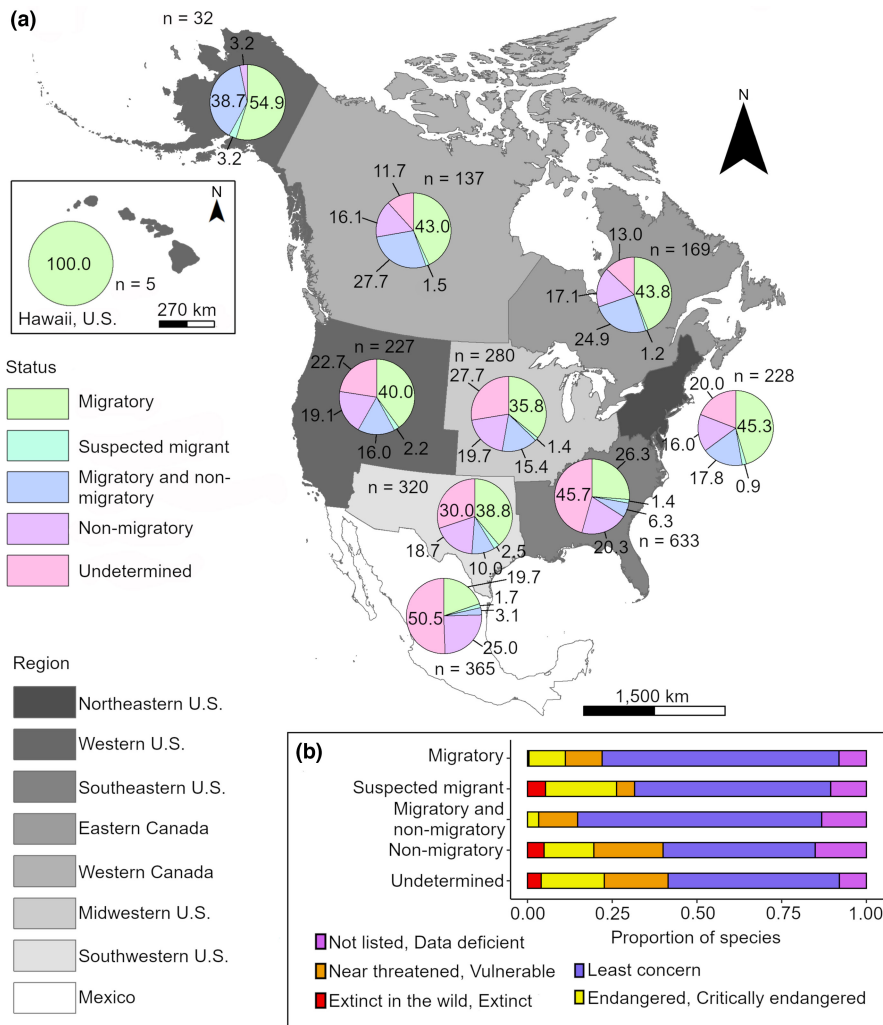 (a)
n = 32
3.2
38.7
54.9
3.2
N
N
100.0
n = 5
Hawaii, U.S.
270 km
11.7
n = 137
16.1
43.0
27.7
1.5
13.0
n = 169
17.1
43.8
24.9
1.2
n = 227
22.7
40.0
19.1
16.0
2.2
n = 280
27.7
35.8
19.7
1.4
15.4
20.0
n = 228
45.3
16.0
17.8
0.9
26.3
45.7
1.4
6.3
20.3
n = 633
n = 320
30.0
38.8
18.7
2.5
10.0
19.7
1.7
3.1
50.5
25.0
n = 365
1,500 km
Status
Migratory
Suspected migrant
Migratory and non-
migratory
Non-migratory
Undetermined
Region
Northeastern U.S.
Western U.S.
Southeastern U.S.
Eastern Canada
Western Canada
Midwestern U.S.
Southwestern U.S.
Mexico
(b)
Migratory
Suspected migrant
Migratory and
non-migratory
Non-migratory
Undetermined
0.00 0.25 0.50 0.75 1.00
Proportion of species
Not listed, Data deficient
Near threatened, Vulnerable
Least concern
Extinct in the wild, Extinct
Endangered, Critically endangered